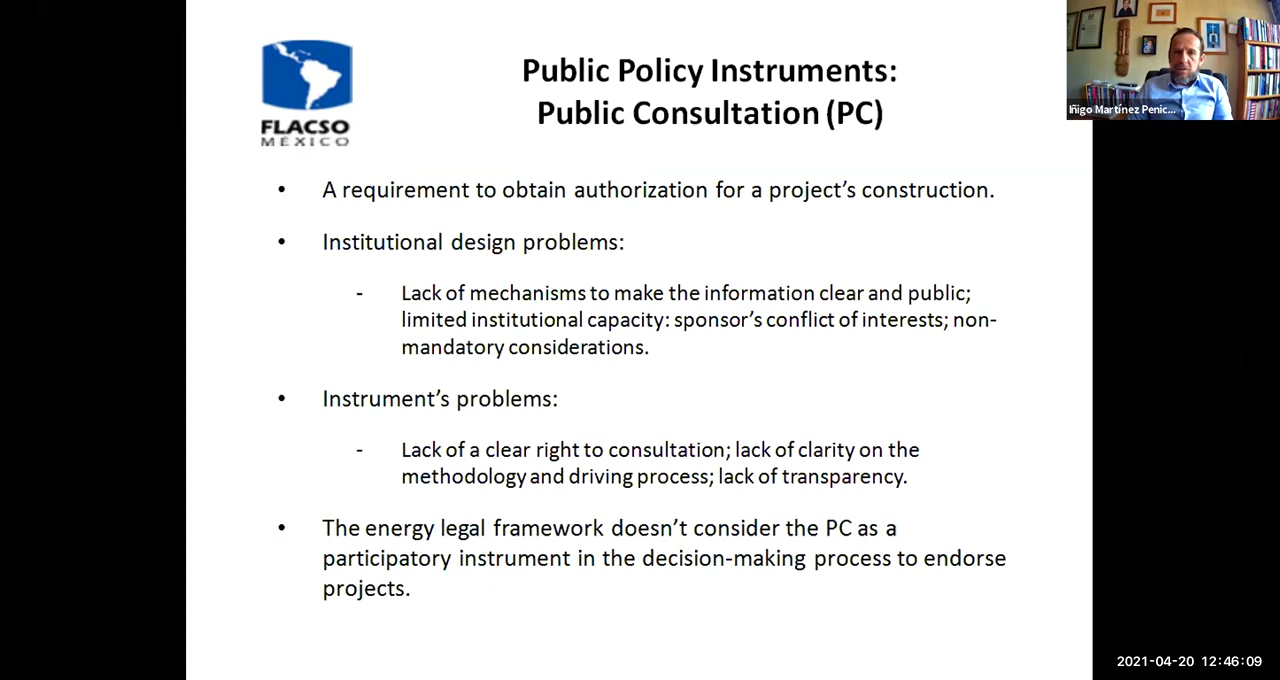 Public Policy Instruments:
Public Consultation (PC)
FLACSO
MÉXICO
Iñigo Martínez Penic...
• A requirement to obtain authorization for a project’s construction.
• Institutional design problems:
- Lack of mechanisms to make the information clear and public;
limited institutional capacity: sponsor’s conflict of interests; non-
mandatory considerations.
• Instrument’s problems:
- Lack of a clear right to consultation; lack of clarity on the
methodology and driving process; lack of transparency.
• The energy legal framework doesn’t consider the PC as a
participatory instrument in the decision-making process to endorse
projects.
2021-04-20 12:46:09